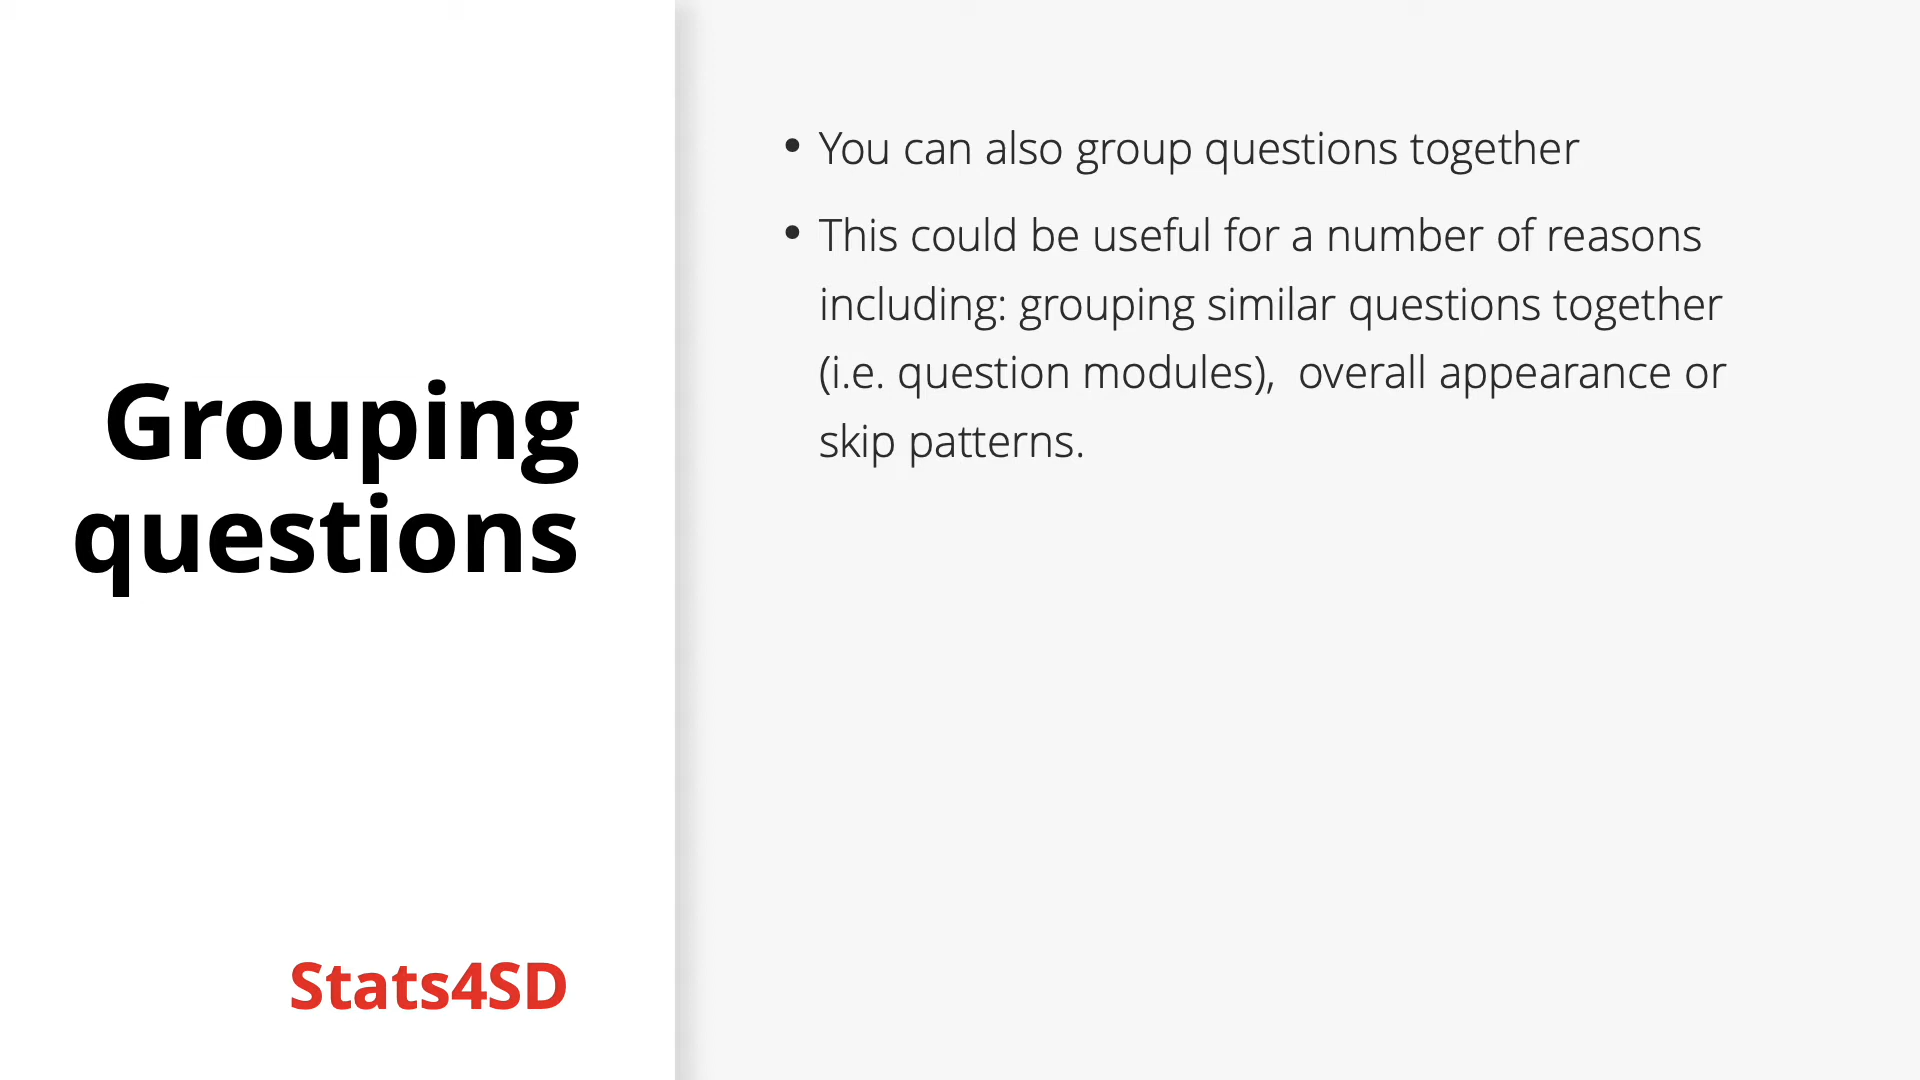 Grouping
questions
Stats4SD
• You can also group questions together
• This could be useful for a number of reasons
including: grouping similar questions together
(i.e. question modules),  overall appearance or
skip patterns.